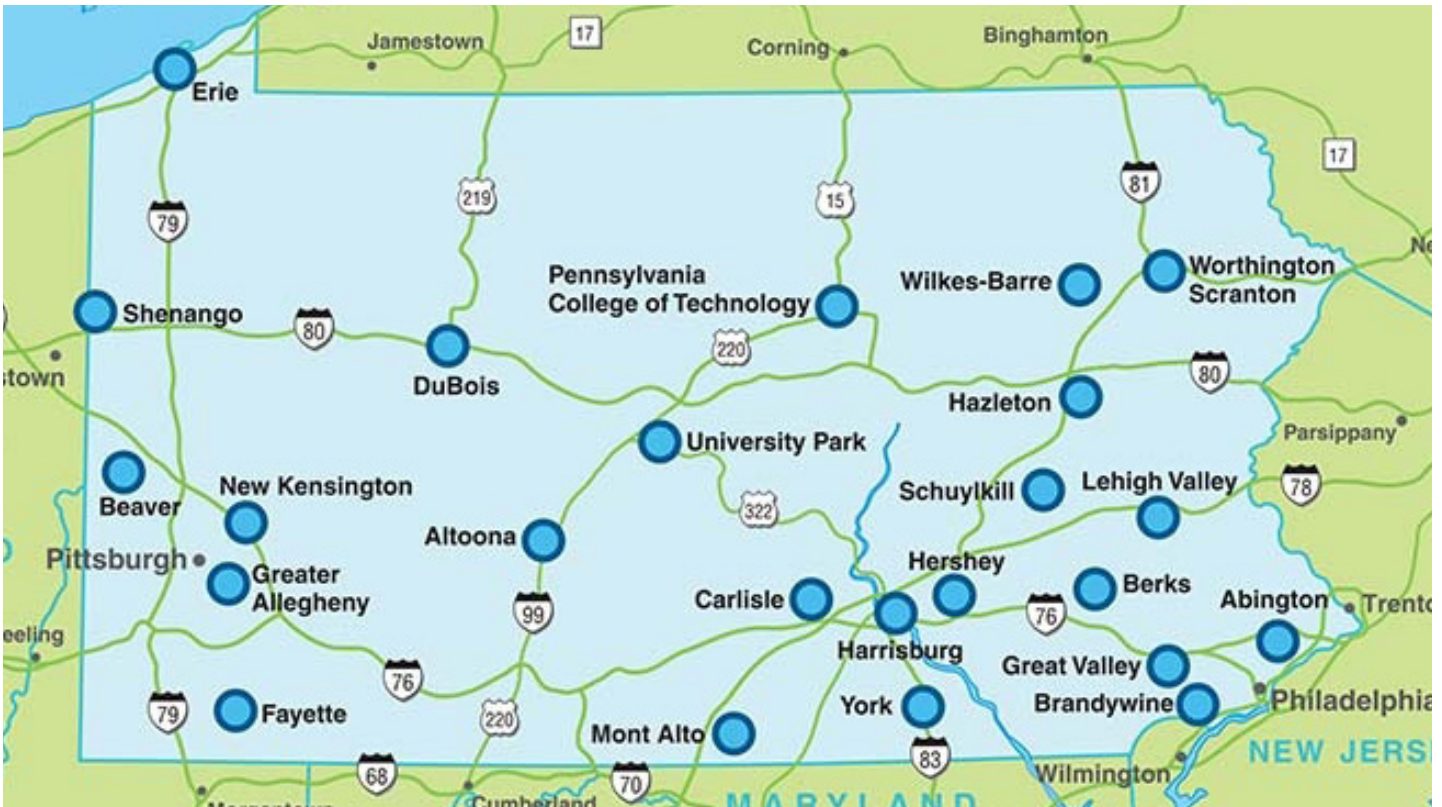 Jamestown
17
Corning
Binghamton
Erie
17
219
15
81
79
Pennsylvania
College of Technology
Wilkes-Barre
Worthington
Scranton
Shenango
80
220
DuBois
80
Hazleton
Parsippany
University Park
Beaver
New Kensington
Schuylkill
Lehigh Valley
78
322
Altoona
Pittsburgh
Greater
Allegheny
Hershey
Carlisle
Berks
Abington
99
76
Harrisburg
Great Valley
76
79
Fayette
220
Mont Alto
York
Brandywine
Philadelphia
83
NEW JERS
68
70
Wilmington
Cumberland
MARYLAND